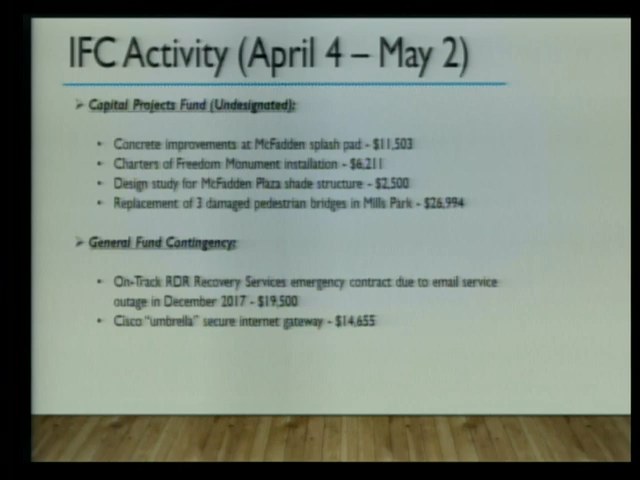 IFC Activity (April 4 – May 2)
➢ Capital Projects Fund (Undesignated):
• Concrete improvements at McFadden splash pad - $11,503
• Charters of Freedom Monument installation - $6,211
• Design study for McFadden Plaza shade structure - $2,500
• Replacement of 3 damaged pedestrian bridges in Mills Park - $26,994
➢ General Fund Contingency:
• On-Track RDR Recovery Services emergency contract due to email service
outage in December 2017 - $19,500
• Cisco “umbrella” secure internet gateway - $14,655